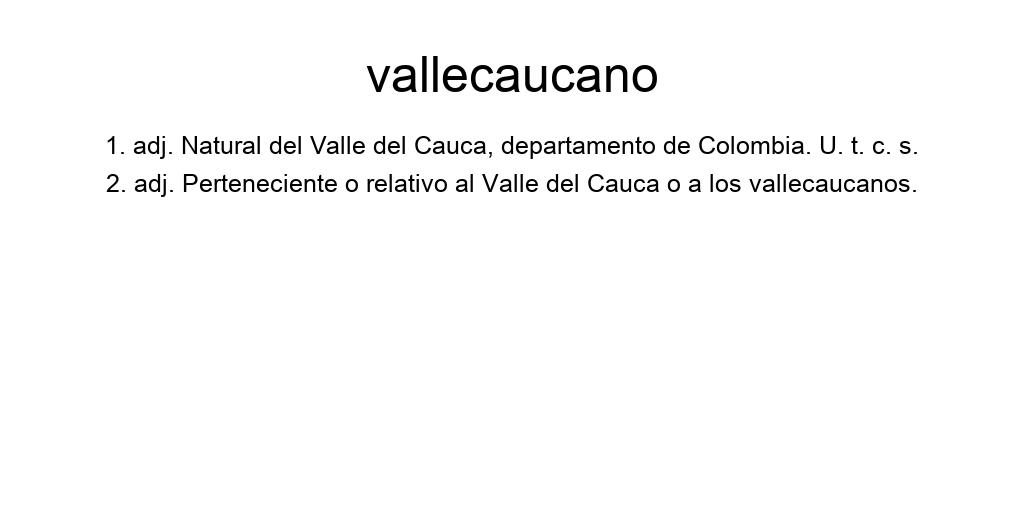 vallecaucano
1. adj. Natural del Valle del Cauca, departamento de Colombia. U. t. c. s.
2. adj. Perteneciente o relativo al Valle del Cauca o a los vallecaucanos.